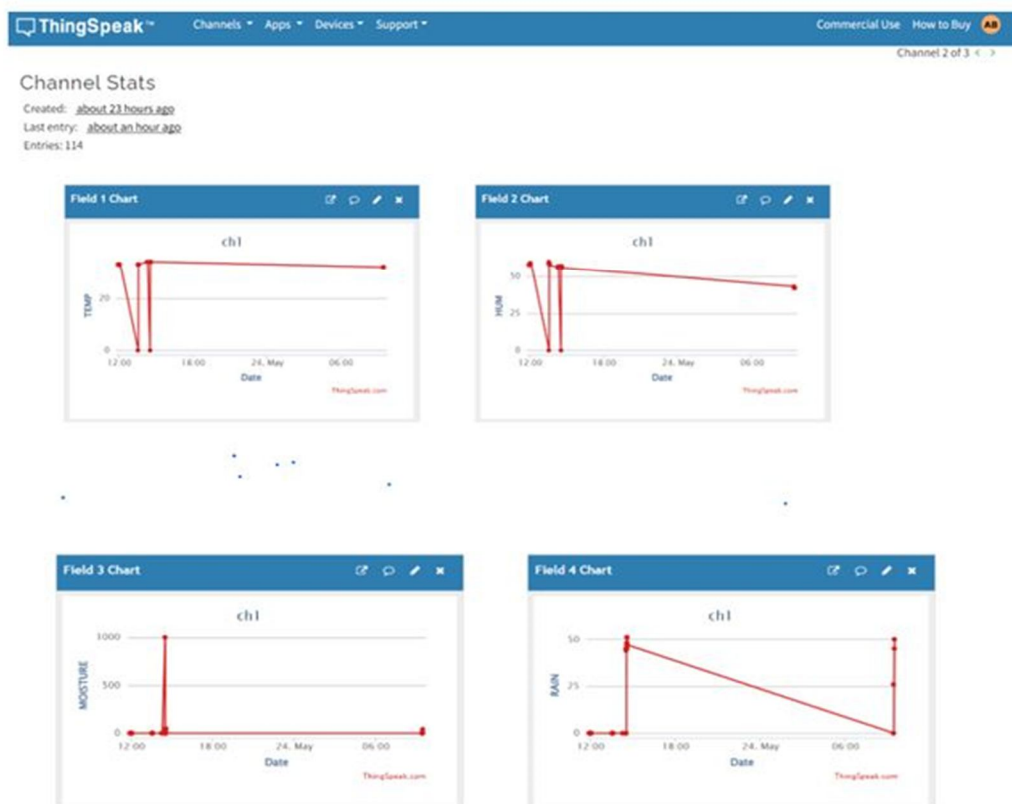 ThingSpeak™ Channels Apps Devices Support Commercial Use How to Buy AB
Channel 2 of 3 < >
Channel Stats
Created: about 23 hours ago
Last entry: about an hour ago
Entries: 114
Field 1 Chart
ch1
TEMP
20
0
12:00 18:00 24. May 06:00
Date
ThingSpeak.com
Field 2 Chart
ch1
HUM
50
25
0
12:00 18:00 24. May 06:00
Date
ThingSpeak.com
Field 3 Chart
ch1
MOISTURE
1000
500
0
12:00 18:00 24. May 06:00
Date
ThingSpeak.com
Field 4 Chart
ch1
RAIN
50
25
0
12:00 18:00 24. May 06:00
Date
ThingSpeak.com